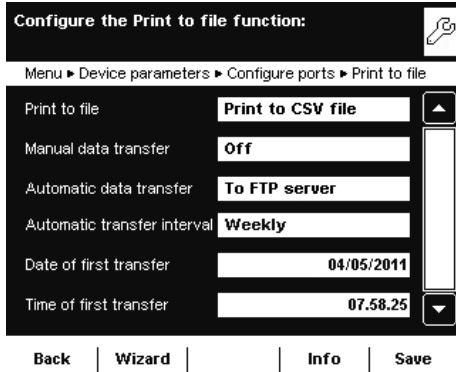 Configure the Print to file function:
Menu ▸ Device parameters ▸ Configure ports ▸ Print to file
Print to file Print to CSV file
Manual data transfer Off
Automatic data transfer To FTP server
Automatic transfer interval Weekly
Date of first transfer 04/05/2011
Time of first transfer 07.58.25
Back Wizard Info Save